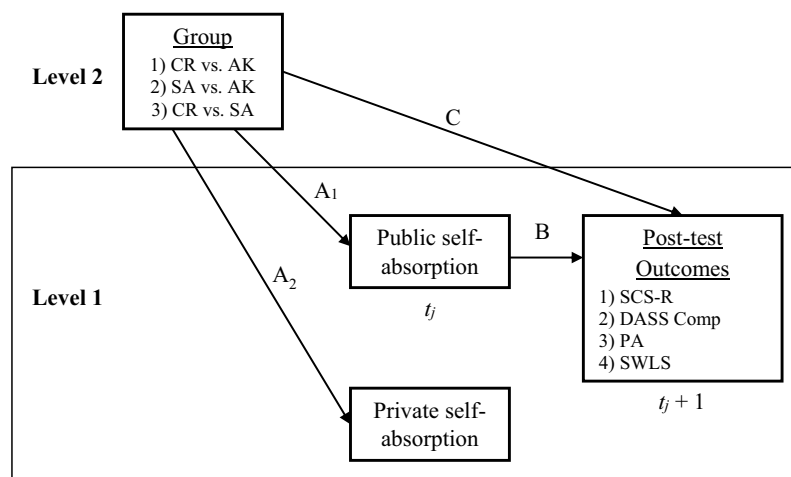 Group
1) CR vs. AK
2) SA vs. AK
3) CR vs. SA
Level 2
C
A1
Public self-
absorption
tj
B
Post-test
Outcomes
1) SCS-R
2) DASS Comp
3) PA
4) SWLS
tj + 1
Level 1
A2
Private self-
absorption